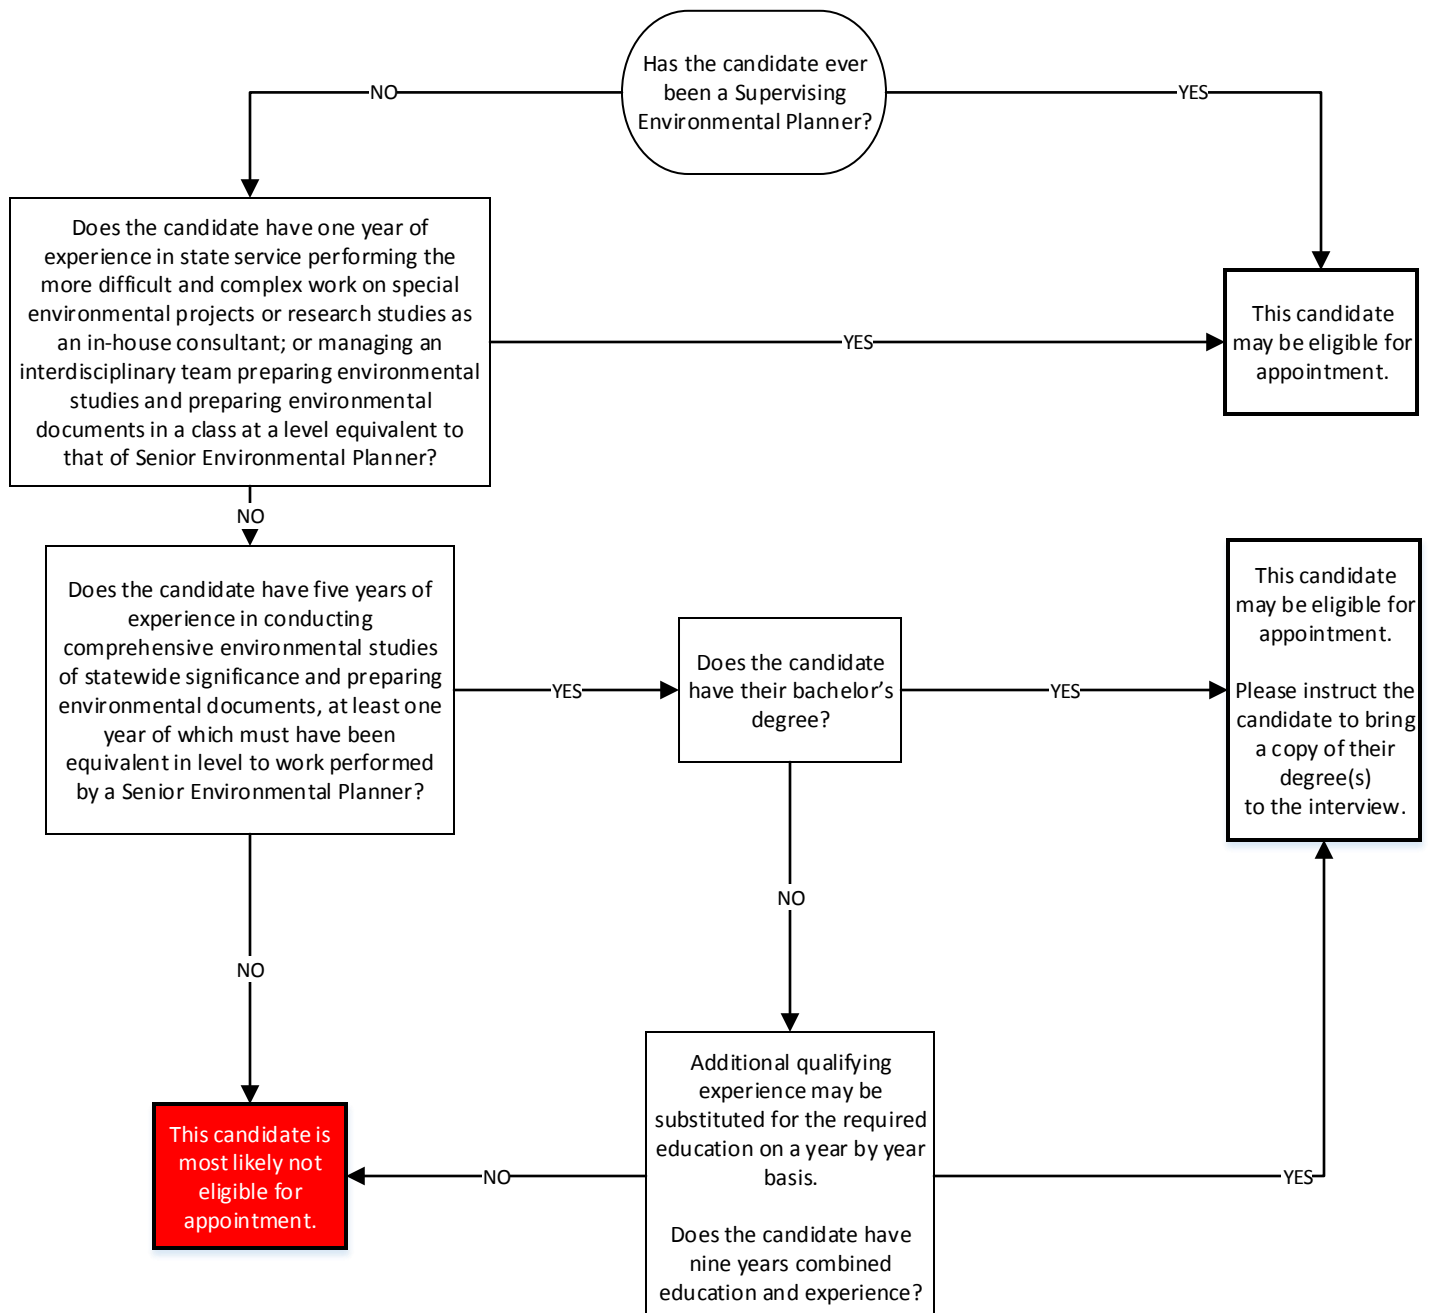 Has the candidate ever
been a Supervising
Environmental Planner?
NO
YES
Does the candidate have one year of
experience in state service performing the
more difficult and complex work on special
environmental projects or research studies as
an in-house consultant; or managing an
interdisciplinary team preparing environmental
studies and preparing environmental
documents in a class at a level equivalent to
that of Senior Environmental Planner?
YES
This candidate
may be eligible for
appointment.
NO
Does the candidate have five years of
experience in conducting
comprehensive environmental studies
of statewide significance and preparing
environmental documents, at least one
year of which must have been
equivalent in level to work performed
by a Senior Environmental Planner?
YES
Does the candidate
have their bachelor’s
degree?
YES
This candidate
may be eligible for
appointment.
Please instruct the
candidate to bring
a copy of their
degree(s)
to the interview.
NO
NO
This candidate is
most likely not
eligible for
appointment.
NO
Additional qualifying
experience may be
substituted for the required
education on a year by year
basis.
Does the candidate have
nine years combined
education and experience?
YES